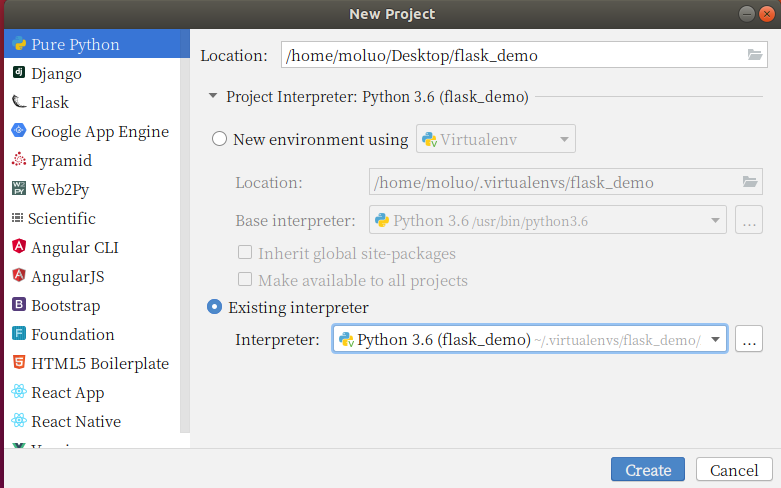 New Project
Pure Python
Django
Flask
Google App Engine
Pyramid
Web2Py
Scientific
Angular CLI
AngularJS
Bootstrap
Foundation
HTML5 Boilerplate
React App
React Native
Location: /home/moluo/Desktop/flask_demo
Project Interpreter: Python 3.6 (flask_demo)
New environment using Virtualenv
Location: /home/moluo/.virtualenvs/flask_demo
Base interpreter: Python 3.6 /usr/bin/python3.6 ...
Inherit global site-packages
Make available to all projects
Existing interpreter
Interpreter: Python 3.6 (flask_demo) ~/.virtualenvs/flask_demo/ ...
Create Cancel